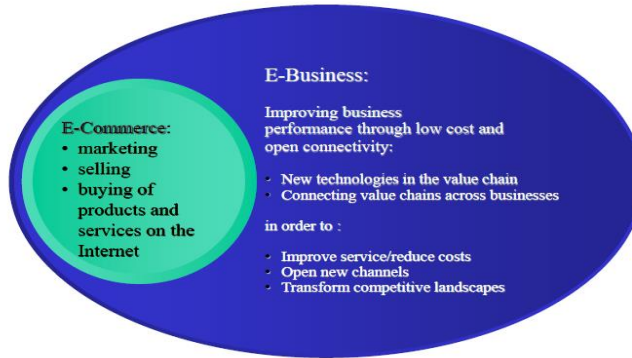 E-Commerce:
• marketing
• selling
• buying of
products and
services on the
Internet
E-Business:
Improving business
performance through low cost and
open connectivity:
• New technologies in the value chain
• Connecting value chains across businesses
in order to :
• Improve service/reduce costs
• Open new channels
• Transform competitive landscapes